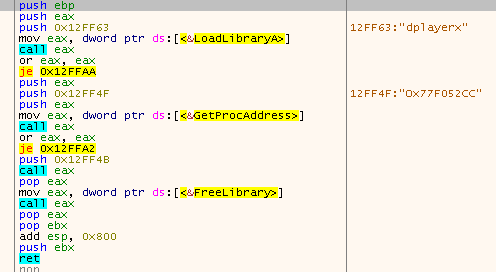 push ebp
push eax
push 0x12FF63 12FF63:"dplayerx"
mov eax, dword ptr ds:[<&LoadLibraryA>]
call eax
or eax, eax
je 0x12FFAA
push eax
push 0x12FF4F 12FF4F:"0x77F052CC"
push eax
mov eax, dword ptr ds:[<&GetProcAddress>]
call eax
or eax, eax
je 0x12FFA2
push 0x12FF4B
call eax
pop eax
mov eax, dword ptr ds:[<&FreeLibrary>]
call eax
pop eax
pop ebx
add esp, 0x800
push ebx
ret
nop